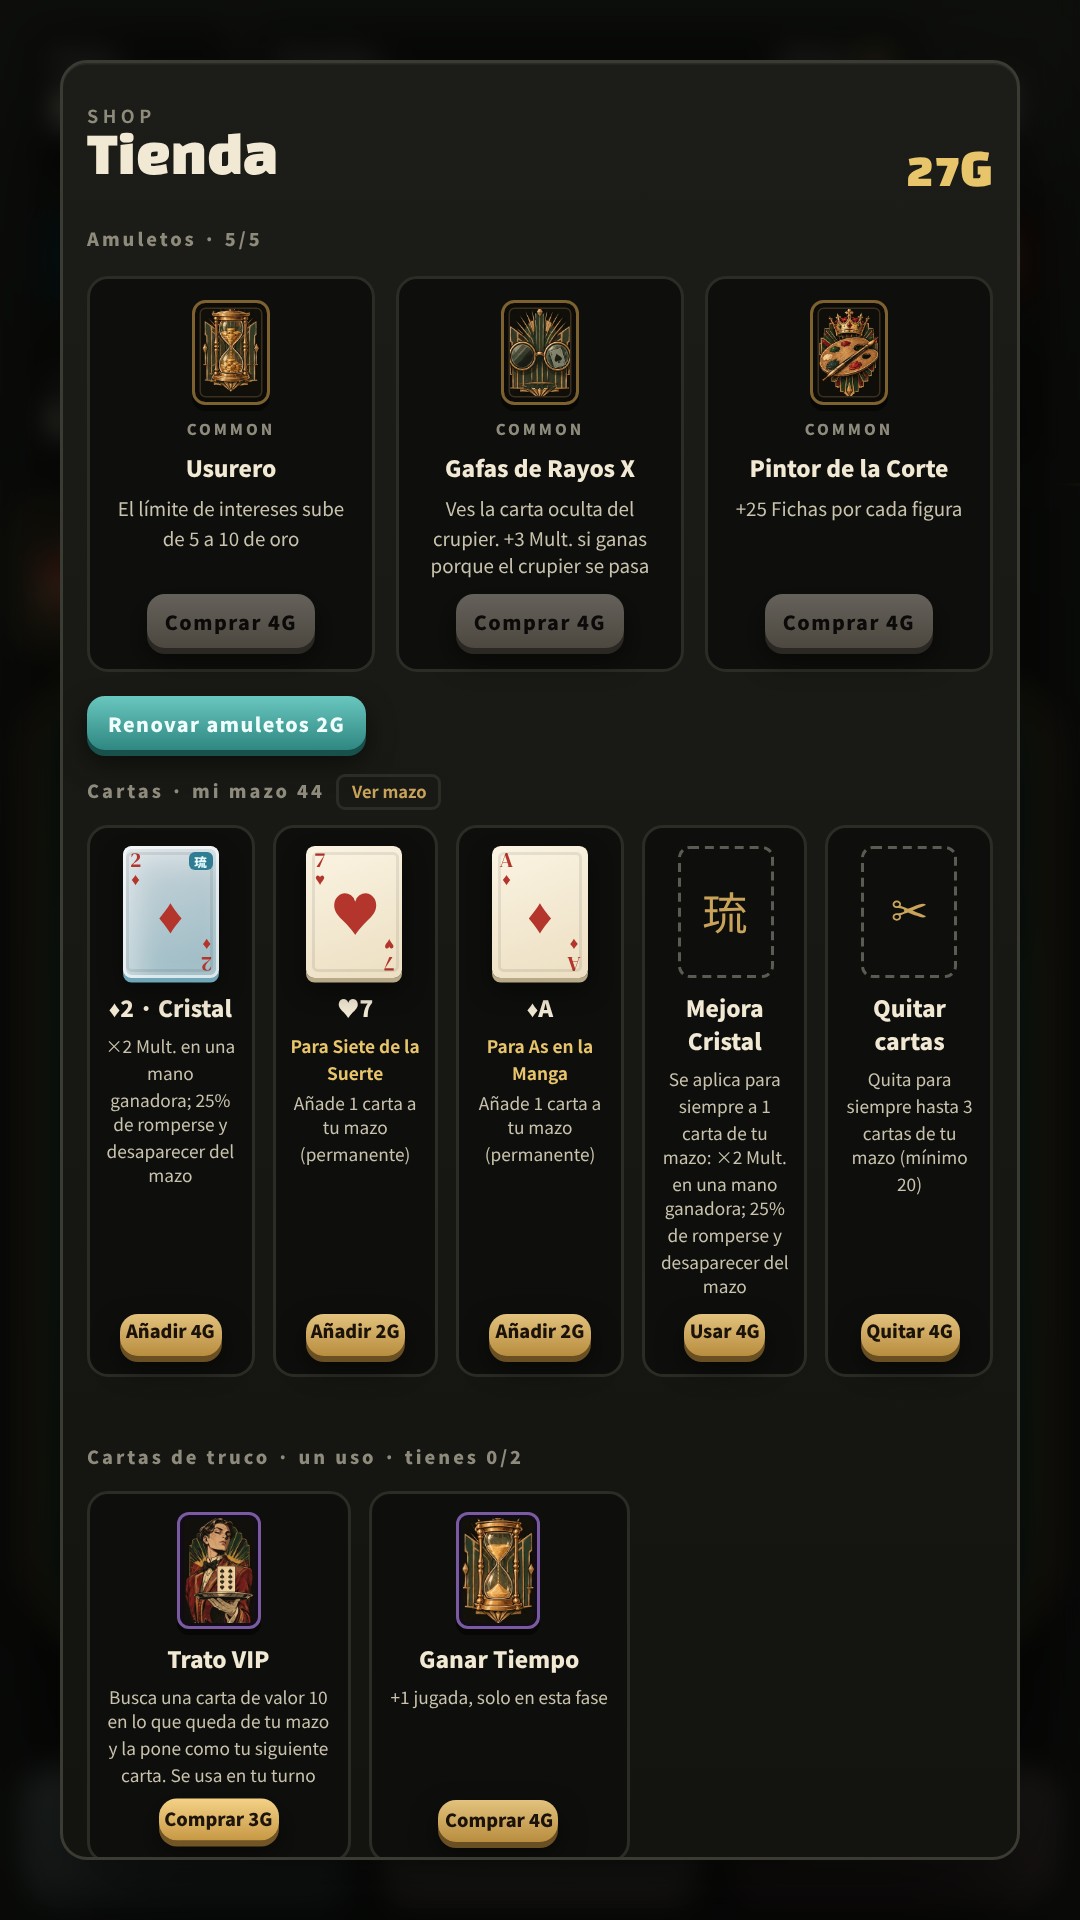 SHOP
Tienda
27G
Amuletos · 5/5
COMMON
Usurero
El límite de intereses sube
de 5 a 10 de oro
Comprar 4G
COMMON
Gafas de Rayos X
Ves la carta oculta del
crupier. +3 Mult. si ganas
porque el crupier se pasa
Comprar 4G
COMMON
Pintor de la Corte
+25 Fichas por cada figura
Comprar 4G
Renovar amuletos 2G
Cartas · mi mazo 44
Ver mazo
2
♦
琉
♦
2
♦2 · Cristal
×2 Mult. en una
mano
ganadora; 25%
de romperse y
desaparecer del
mazo
Añadir 4G
7
♥
♥
7
♥7
Para Siete de la
Suerte
Añade 1 carta a
tu mazo
(permanente)
Añadir 2G
A
♦
♦
A
♦A
Para As en la
Manga
Añade 1 carta a
tu mazo
(permanente)
Añadir 2G
琉
Mejora
Cristal
Se aplica para
siempre a 1
carta de tu
mazo: ×2 Mult.
en una mano
ganadora; 25%
de romperse y
desaparecer del
mazo
Usar 4G
✂
Quitar
cartas
Quita para
siempre hasta 3
cartas de tu
mazo (mínimo
20)
Quitar 4G
Cartas de truco · un uso · tienes 0/2
Trato VIP
Busca una carta de valor 10
en lo que queda de tu mazo
y la pone como tu siguiente
carta. Se usa en tu turno
Comprar 3G
Ganar Tiempo
+1 jugada, solo en esta fase
Comprar 4G